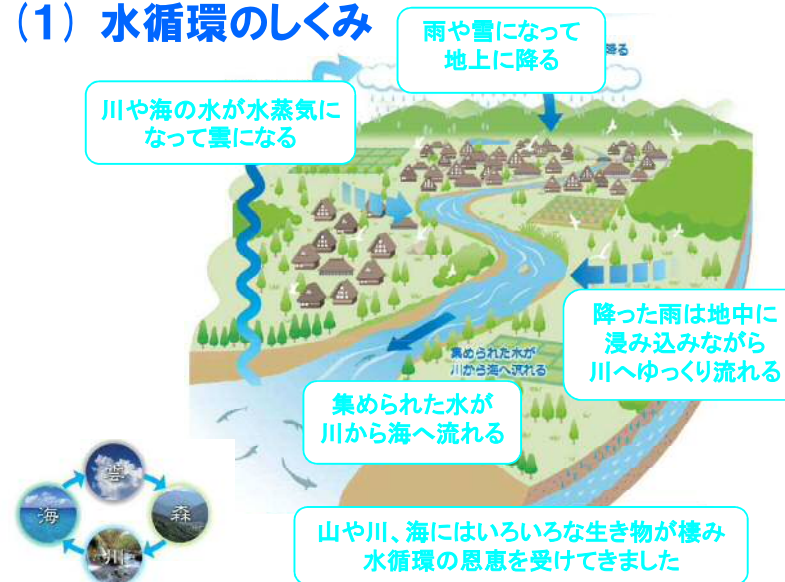 (1) 水循環のしくみ
雨や雪になって
地上に降る
降る
川や海の水が水蒸気に
なって雲になる
降った雨は地中に
浸み込みながら
川へゆっくり流れる
集められた水が
川から海へ流れる
集められた水が
川から海へ流れる
雲
海
森
川
山や川、海にはいろいろな生き物が棲み
水循環の恩恵を受けてきました